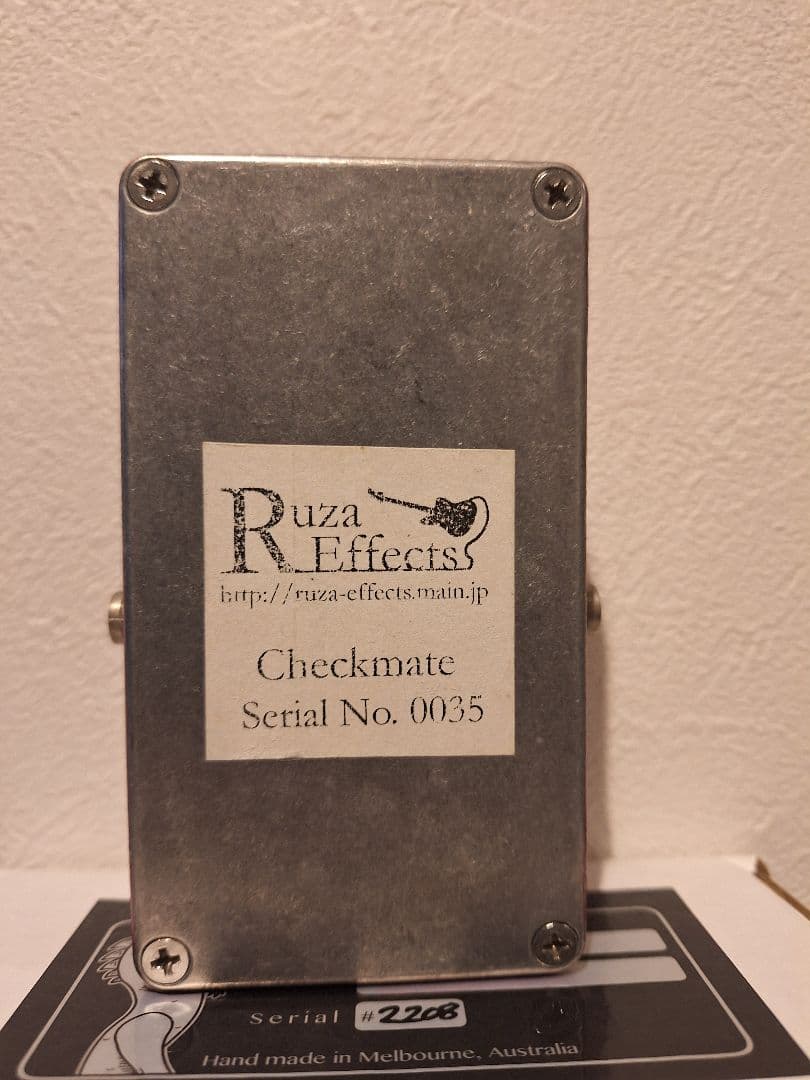 Ruza
Effects
http://ruza-effects.main.jp
Checkmate
Serial No. 0035
Serial #2208
Hand made in Melbourne, Australia